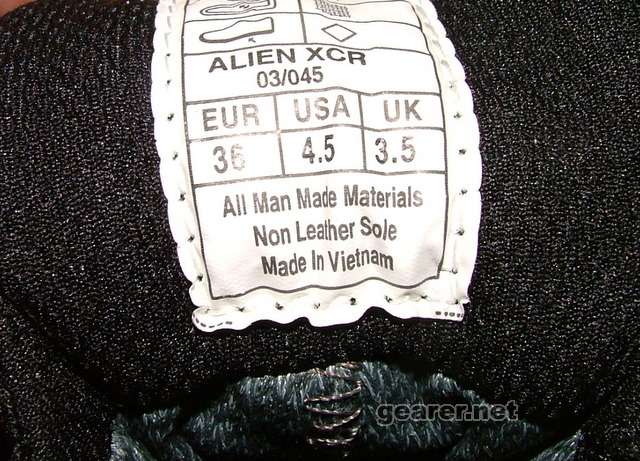 ALIEN XCR
03/045
EUR USA UK
36 4.5 3.5
All Man Made Materials
Non Leather Sole
Made In Vietnam
gearer.net